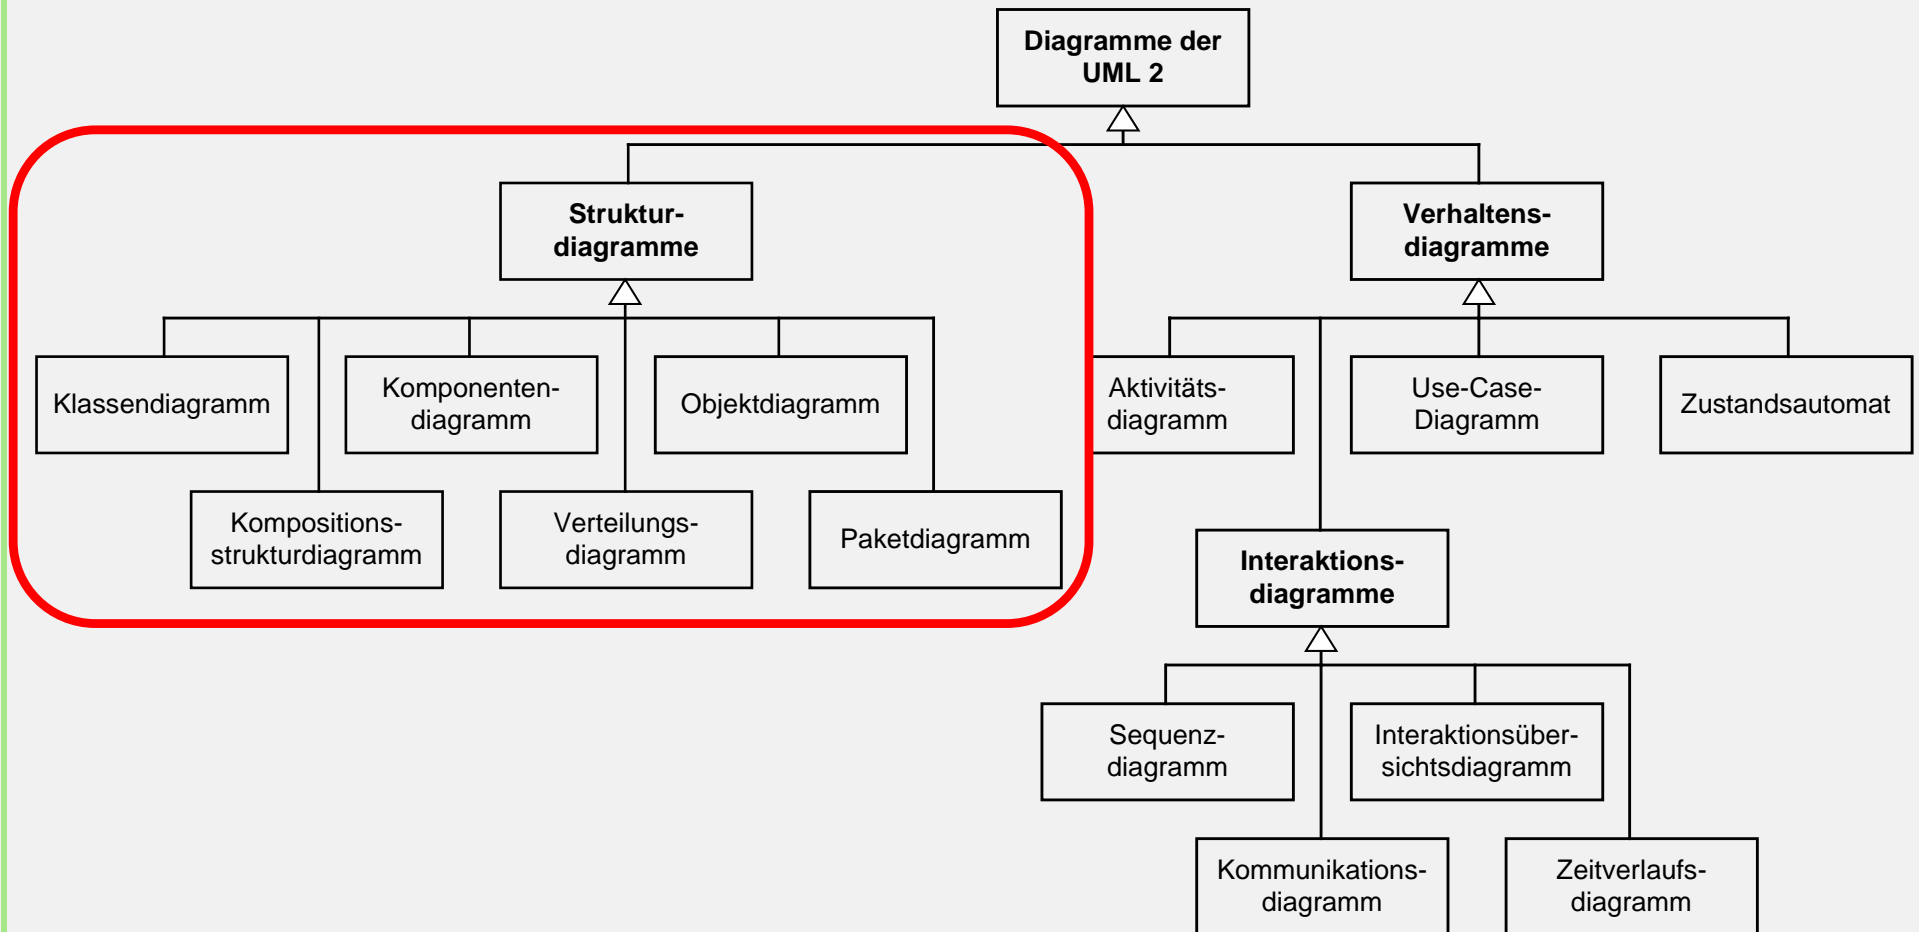 Diagramme der
UML 2
Struktur-
diagramme
Verhaltens-
diagramme
Klassendiagramm
Komponenten-
diagramm
Objektdiagramm
Aktivitäts-
diagramm
Use-Case-
Diagramm
Zustandsautomat
Kompositions-
strukturdiagramm
Verteilungs-
diagramm
Paketdiagramm
Interaktions-
diagramme
Sequenz-
diagramm
Interaktionsüber-
sichtsdiagramm
Kommunikations-
diagramm
Zeitverlaufs-
diagramm